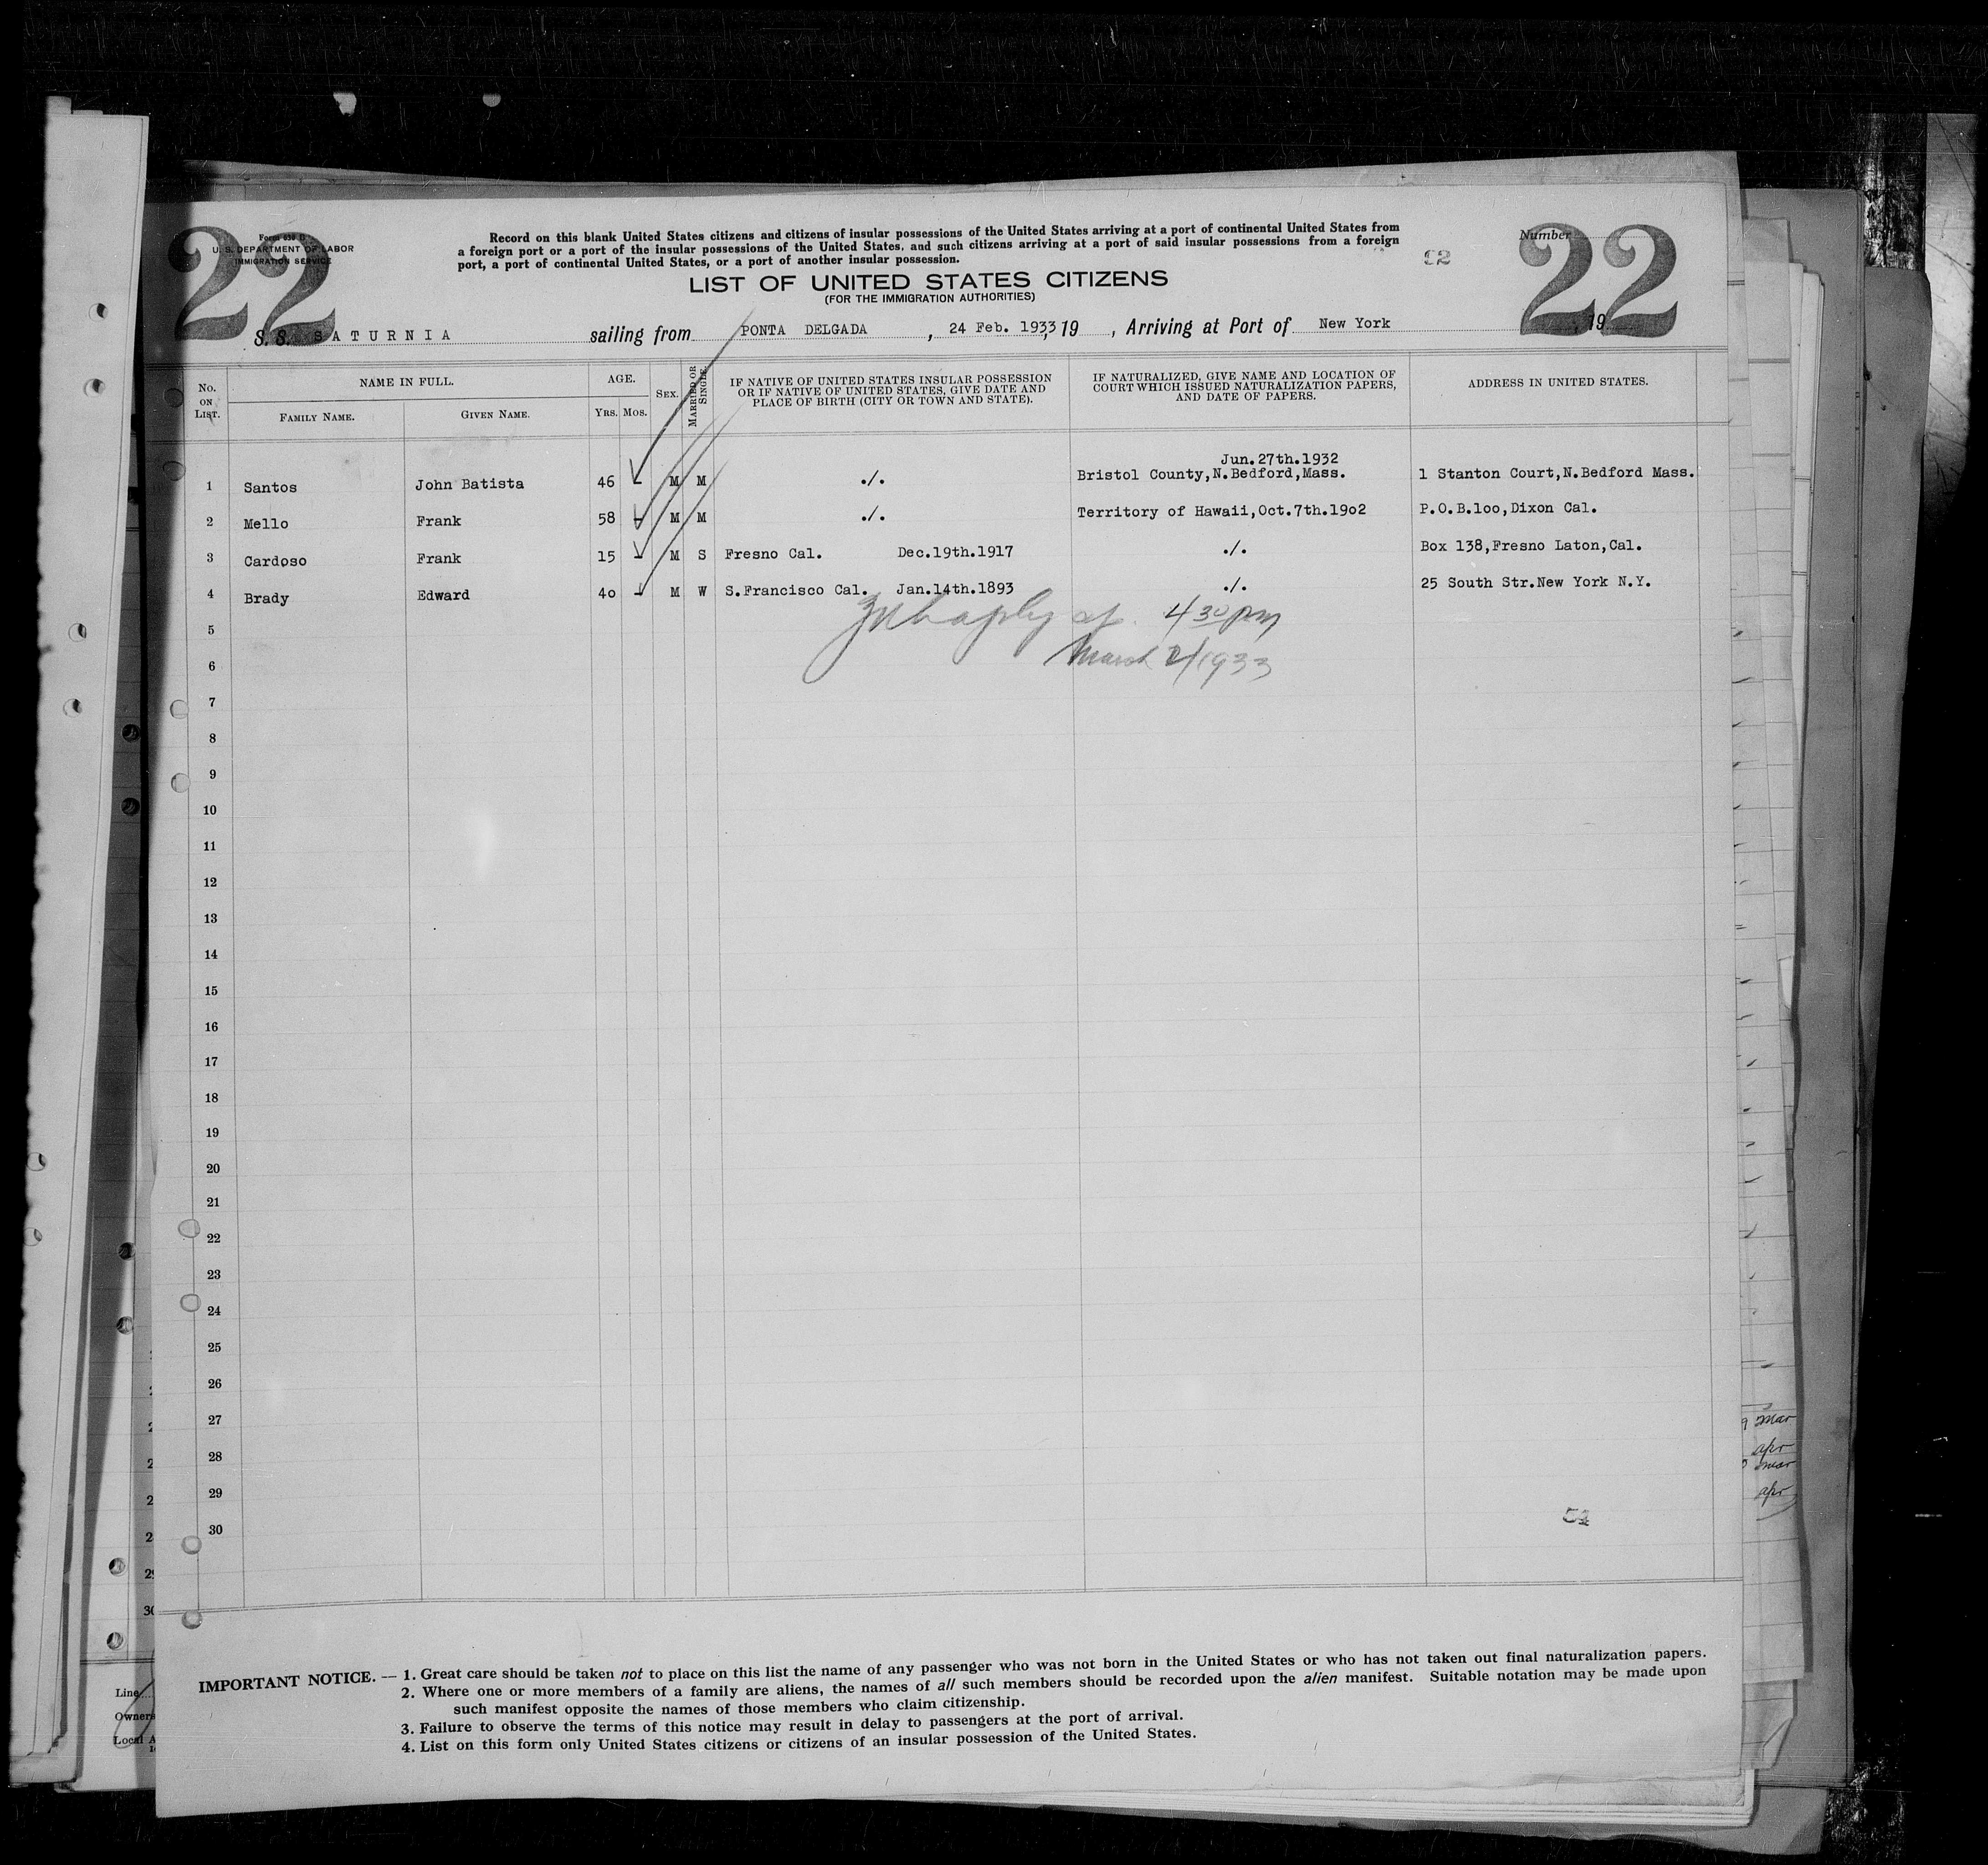 22
Form 630 B
U. S. DEPARTMENT OF LABOR
IMMIGRATION SERVICE
Record on this blank United States citizens and citizens of insular possessions of the United States arriving at a port of continental United States from
a foreign port or a port of the insular possessions of the United States, and such citizens arriving at a port of said insular possessions from a foreign
port, a port of continental United States, or a port of another insular possession.
Number
22
LIST OF UNITED STATES CITIZENS
(FOR THE IMMIGRATION AUTHORITIES)
S. S. SATURNIA sailing from PONTA DELGADA, 24 Feb. 1933, 19 , Arriving at Port of New York , 19
No. ON LIST. NAME IN FULL. AGE. SEX. MARRIED OR SINGLE. IF NATIVE OF UNITED STATES INSULAR POSSESSION OR IF NATIVE OF UNITED STATES, GIVE DATE AND PLACE OF BIRTH (CITY OR TOWN AND STATE). IF NATURALIZED, GIVE NAME AND LOCATION OF COURT WHICH ISSUED NATURALIZATION PAPERS, AND DATE OF PAPERS. ADDRESS IN UNITED STATES.
FAMILY NAME. GIVEN NAME. YRS. MOS.
Jun.27th.1932
1 Santos John Batista 46 - M M ./. Bristol County,N.Bedford,Mass. 1 Stanton Court,N.Bedford Mass.
2 Mello Frank 58 - M M ./. Territory of Hawaii,Oct.7th.19o2 P.O.B.1oo,Dixon Cal.
3 Cardoso Frank 15 - M S Fresno Cal. Dec.19th.1917 ./. Box 138,Fresno Laton,Cal.
4 Brady Edward 4o - M W S.Francisco Cal. Jan.14th.1893 ./. 25 South Str.New York N.Y.
5 4 30 pm
6 March 2/1933
7
8
9
10
11
12
13
14
15
16
17
18
19
20
21
22
23
24
25
26
27
28
29
30
54
IMPORTANT NOTICE. — 1. Great care should be taken not to place on this list the name of any passenger who was not born in the United States or who has not taken out final naturalization papers.
2. Where one or more members of a family are aliens, the names of all such members should be recorded upon the alien manifest. Suitable notation may be made upon
such manifest opposite the names of those members who claim citizenship.
3. Failure to observe the terms of this notice may result in delay to passengers at the port of arrival.
4. List on this form only United States citizens or citizens of an insular possession of the United States.
Line
Owners
Local
Mar
apr
mar
apr